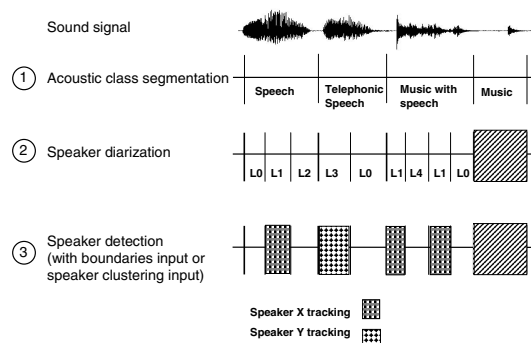 Sound signal
1 Acoustic class segmentation
Speech
Telephonic
Speech
Music with
speech
Music
2 Speaker diarization
L0 L1 L2 L3 L0 L1 L4 L1 L0
3 Speaker detection
(with boundaries input or
speaker clustering input)
Speaker X tracking
Speaker Y tracking